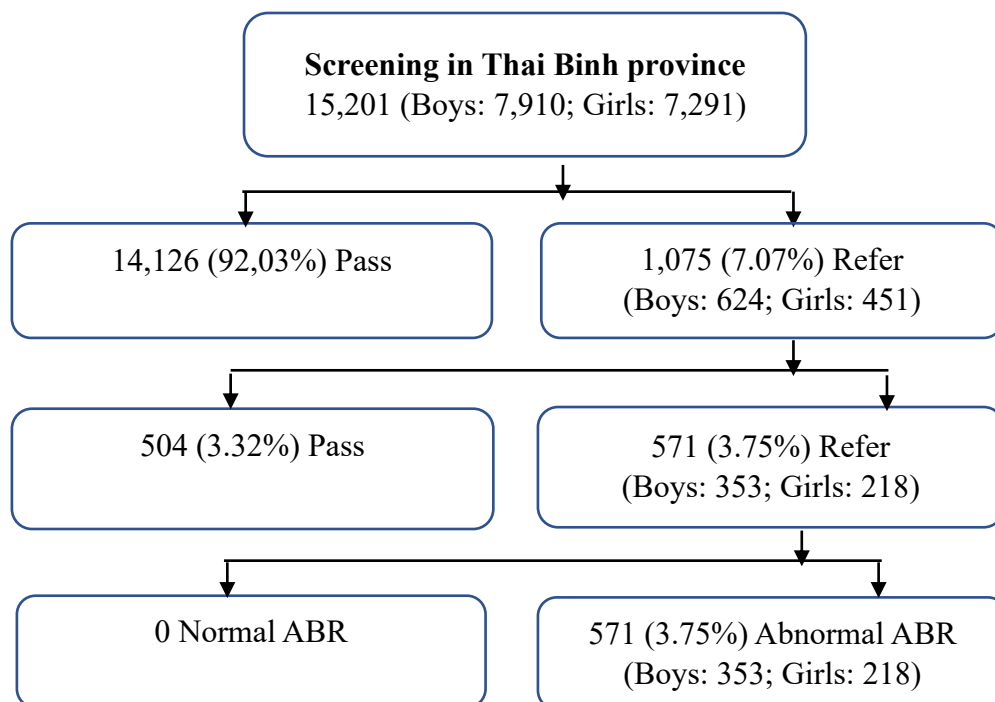 Screening in Thai Binh province
15,201 (Boys: 7,910; Girls: 7,291)
14,126 (92,03%) Pass
1,075 (7.07%) Refer
(Boys: 624; Girls: 451)
504 (3.32%) Pass
571 (3.75%) Refer
(Boys: 353; Girls: 218)
0 Normal ABR
571 (3.75%) Abnormal ABR
(Boys: 353; Girls: 218)